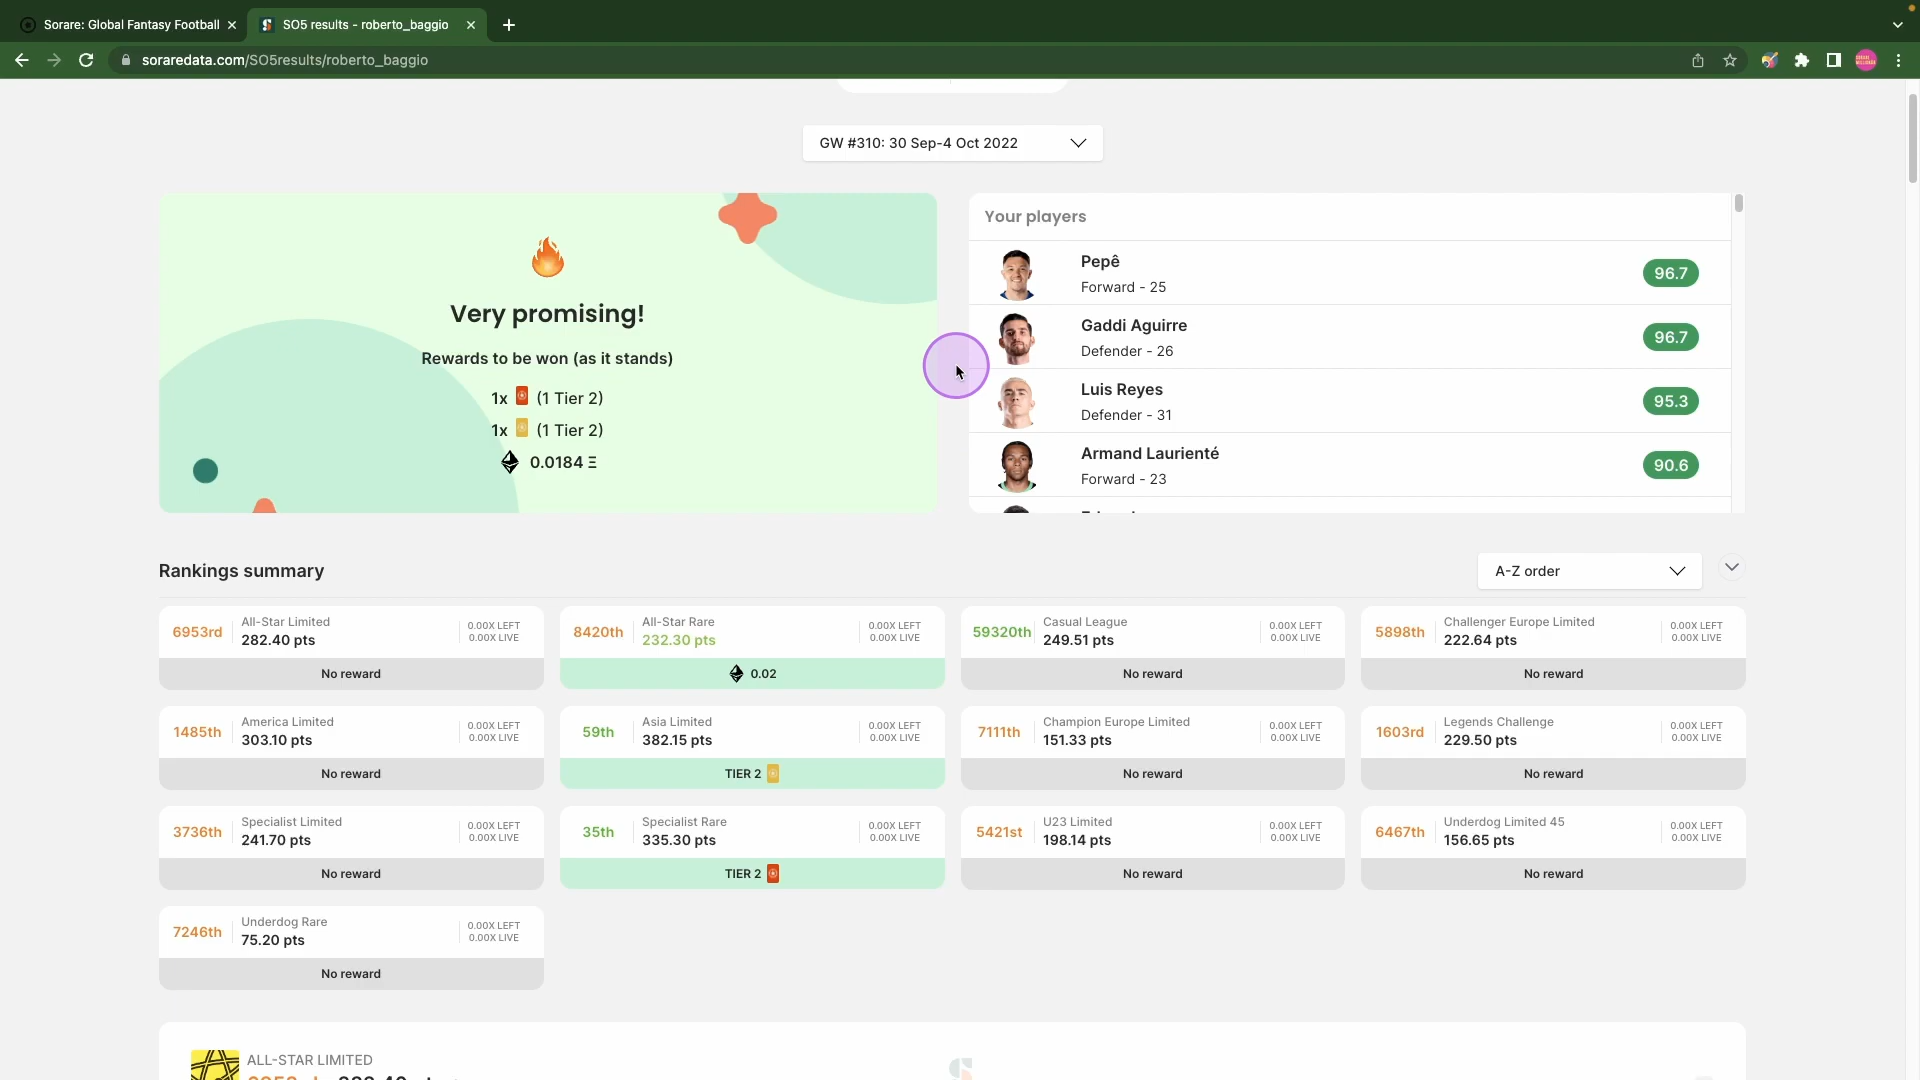 Sorare: Global Fantasy Football
SO5 results - roberto_baggio
soraredata.com/SO5results/roberto_baggio
GW #310: 30 Sep-4 Oct 2022
Very promising!
Rewards to be won (as it stands)
1x (1 Tier 2)
1x (1 Tier 2)
0.0184 Ξ
Your players
Pepê
Forward - 25
96.7
Gaddi Aguirre
Defender - 26
96.7
Luis Reyes
Defender - 31
95.3
Armand Laurienté
Forward - 23
90.6
Rankings summary
A-Z order
6953rd
All-Star Limited
282.40 pts
0.00X LEFT
0.00X LIVE
No reward
8420th
All-Star Rare
232.30 pts
0.00X LEFT
0.00X LIVE
0.02
59320th
Casual League
249.51 pts
0.00X LEFT
0.00X LIVE
No reward
5898th
Challenger Europe Limited
222.64 pts
0.00X LEFT
0.00X LIVE
No reward
1485th
America Limited
303.10 pts
0.00X LEFT
0.00X LIVE
No reward
59th
Asia Limited
382.15 pts
0.00X LEFT
0.00X LIVE
TIER 2
7111th
Champion Europe Limited
151.33 pts
0.00X LEFT
0.00X LIVE
No reward
1603rd
Legends Challenge
229.50 pts
0.00X LEFT
0.00X LIVE
No reward
3736th
Specialist Limited
241.70 pts
0.00X LEFT
0.00X LIVE
No reward
35th
Specialist Rare
335.30 pts
0.00X LEFT
0.00X LIVE
TIER 2
5421st
U23 Limited
198.14 pts
0.00X LEFT
0.00X LIVE
No reward
6467th
Underdog Limited 45
156.65 pts
0.00X LEFT
0.00X LIVE
No reward
7246th
Underdog Rare
75.20 pts
0.00X LEFT
0.00X LIVE
No reward
ALL-STAR LIMITED